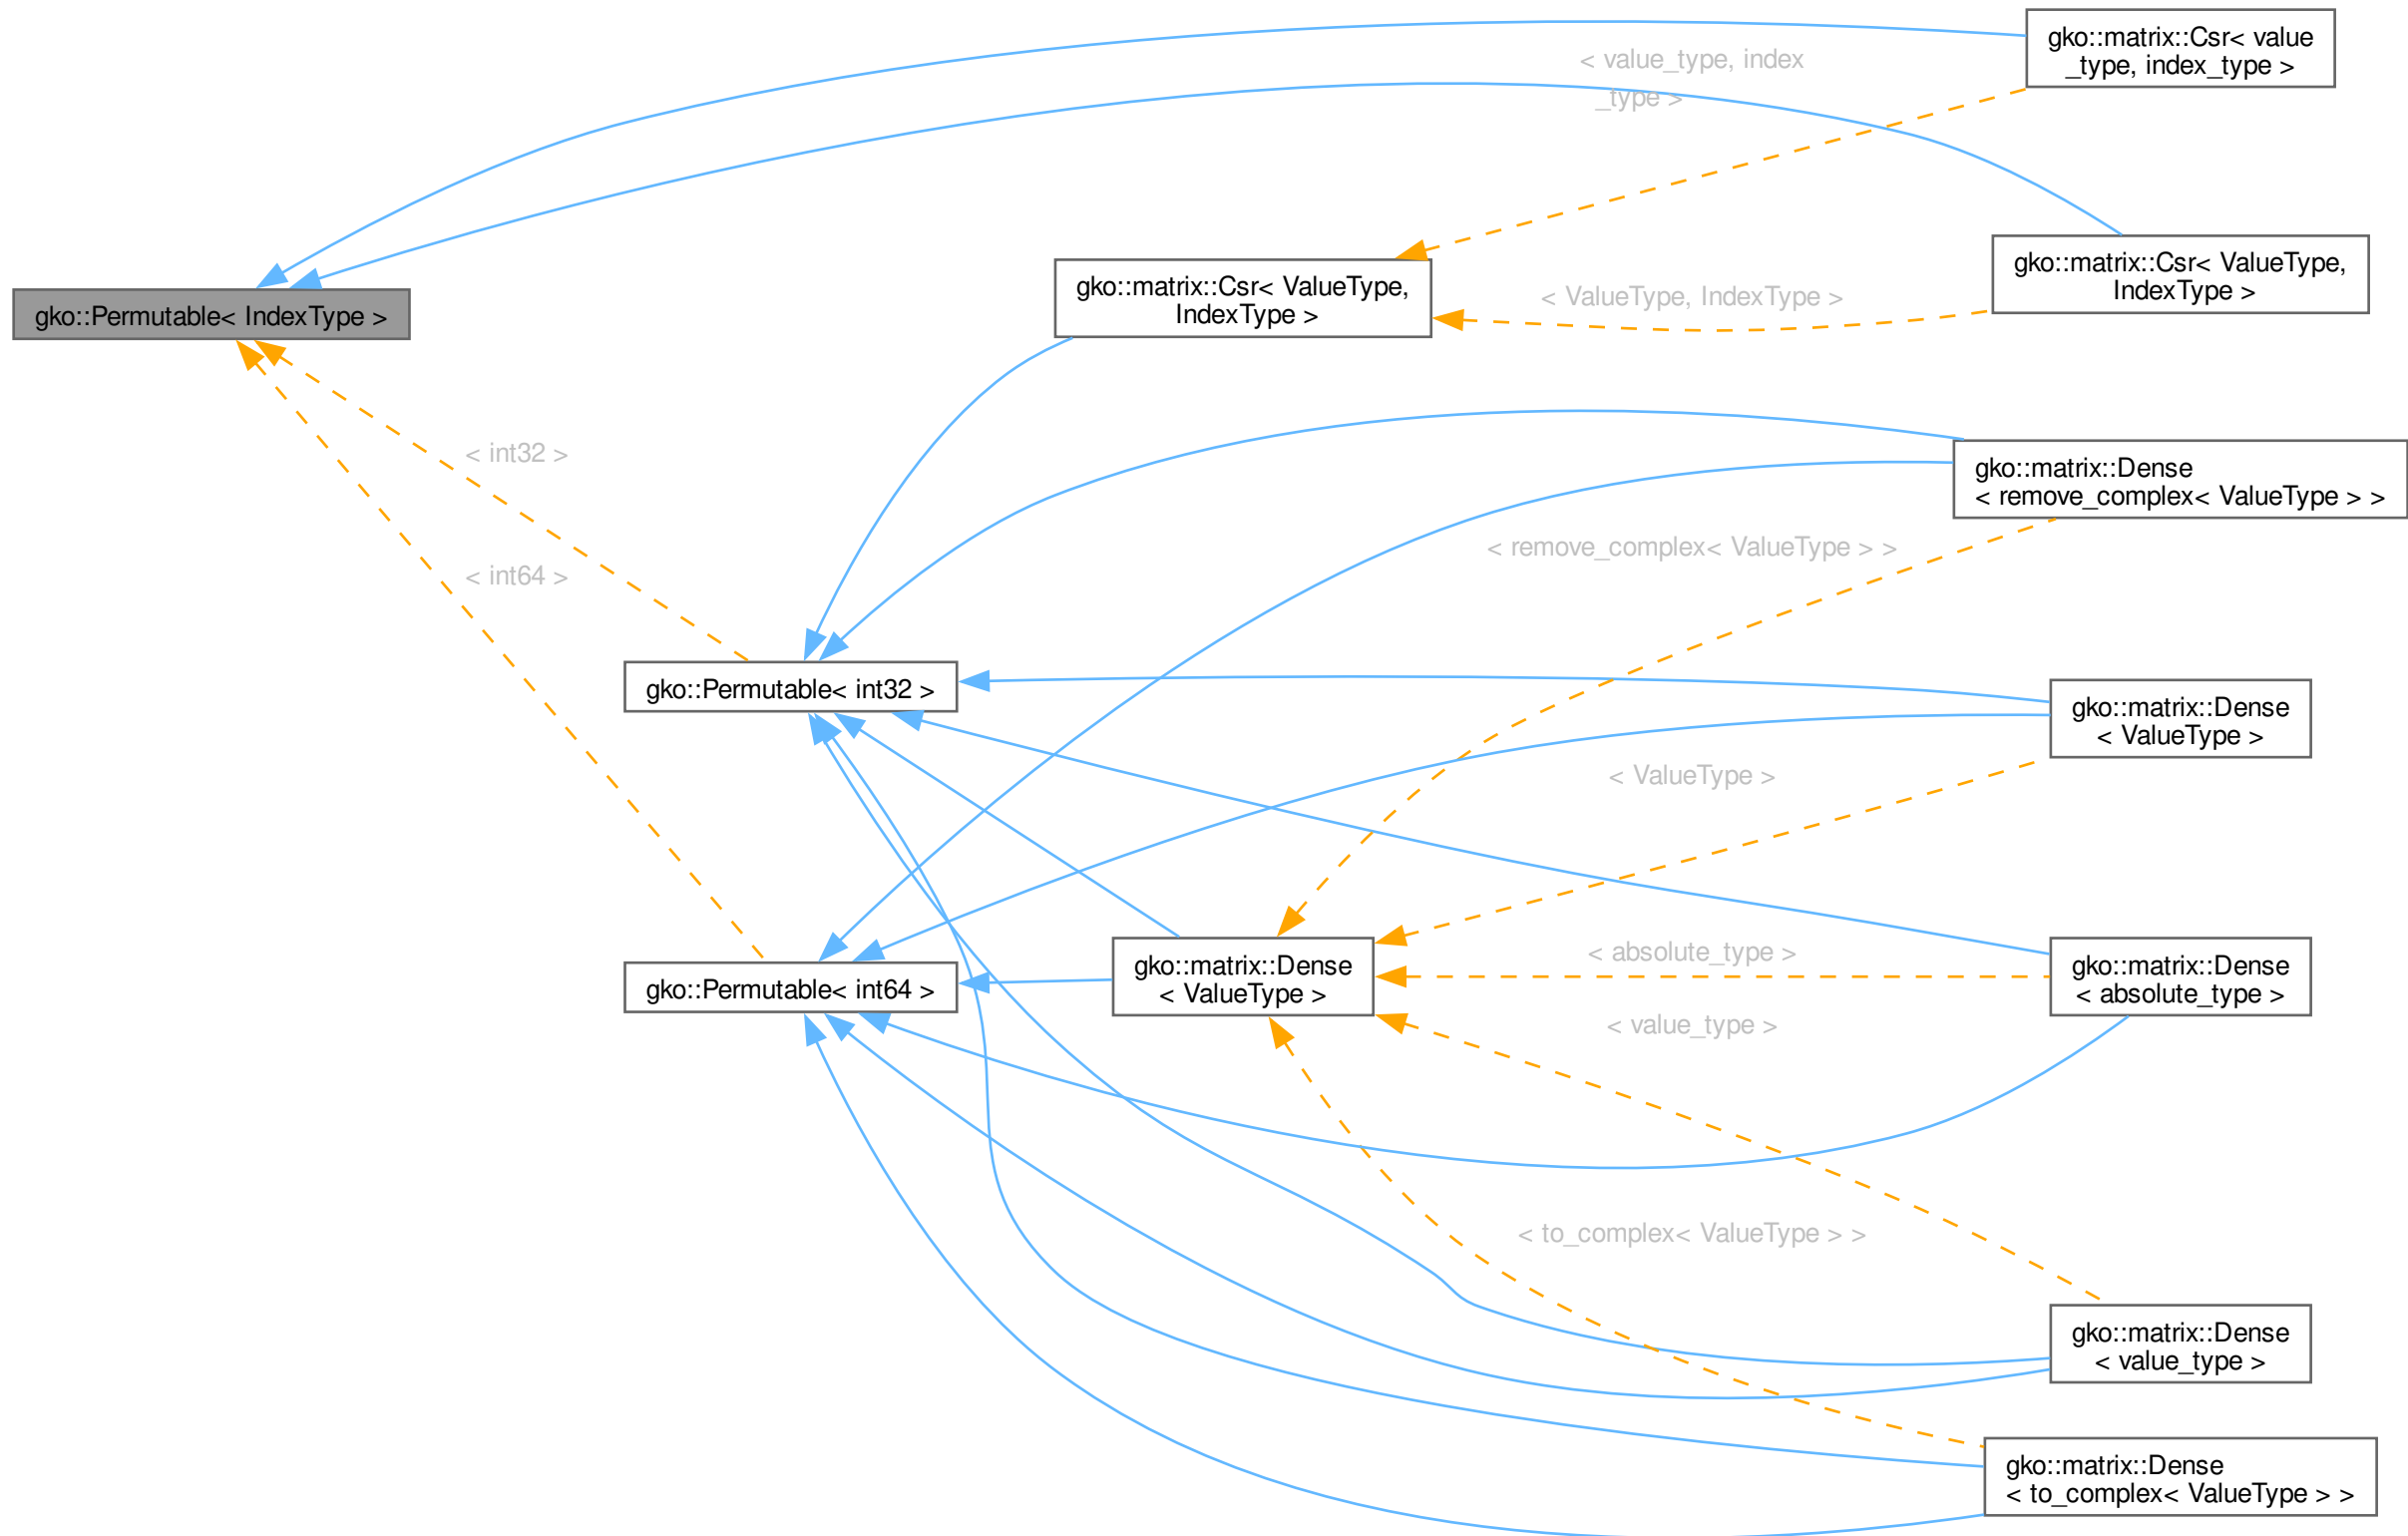 gko::matrix::Csr< value
_type, index_type >
< value_type, index
_type >
gko::matrix::Csr< ValueType,
IndexType >
gko::matrix::Csr< ValueType,
IndexType >
< ValueType, IndexType >
gko::Permutable< IndexType >
< int32 >
gko::matrix::Dense
< remove_complex< ValueType > >
< remove_complex< ValueType > >
< int64 >
gko::Permutable< int32 >
gko::matrix::Dense
< ValueType >
< ValueType >
gko::Permutable< int64 >
gko::matrix::Dense
< ValueType >
< absolute_type >
gko::matrix::Dense
< absolute_type >
< value_type >
< to_complex< ValueType > >
gko::matrix::Dense
< value_type >
gko::matrix::Dense
< to_complex< ValueType > >